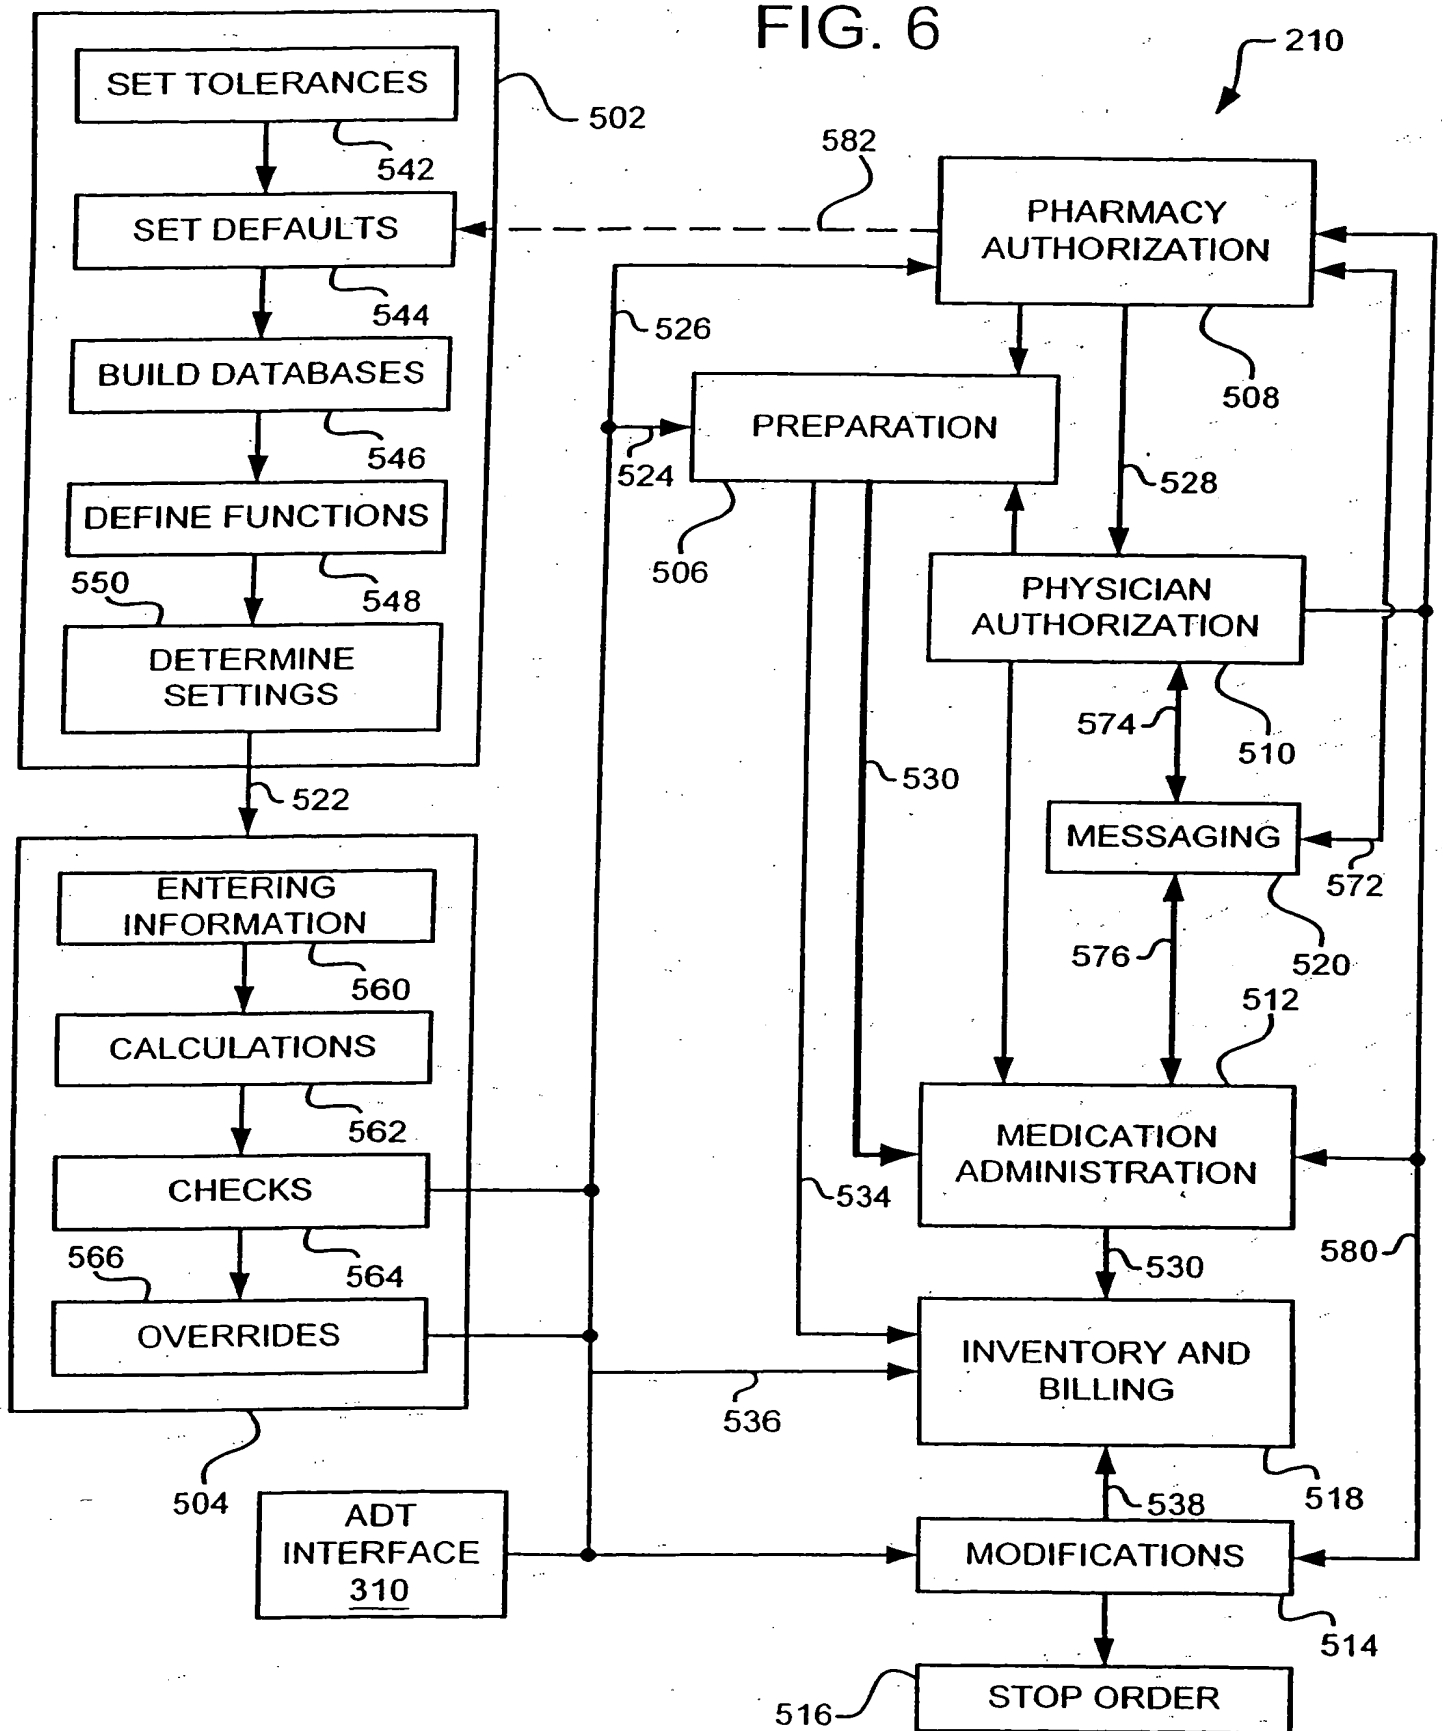 FIG. 6
210
SET TOLERANCES
502
542
582
SET DEFAULTS
544
PHARMACY
AUTHORIZATION
526
508
BUILD DATABASES
546
PREPARATION
524
528
506
DEFINE FUNCTIONS
548
550
DETERMINE
SETTINGS
522
PHYSICIAN
AUTHORIZATION
574
510
530
MESSAGING
572
520
576
512
ENTERING
INFORMATION
560
CALCULATIONS
562
CHECKS
564
566
OVERRIDES
504
MEDICATION
ADMINISTRATION
534
530
580
INVENTORY AND
BILLING
536
518
538
ADT
INTERFACE
310
MODIFICATIONS
514
STOP ORDER
516